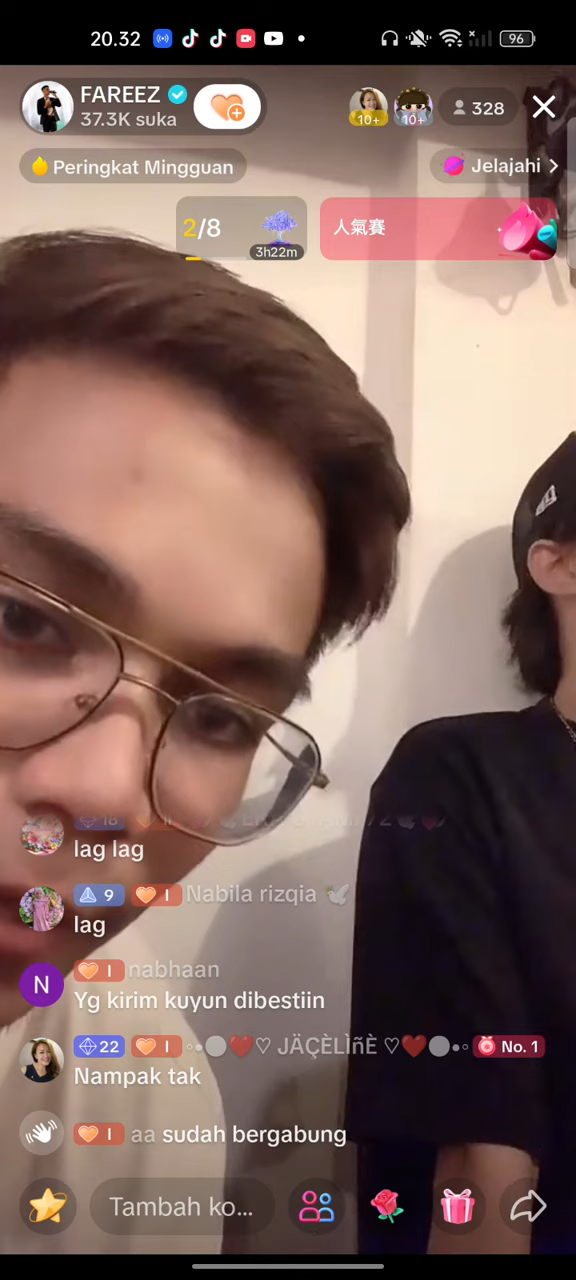 20.32
96
FAREEZ
37.3K suka
10+
10+
328
Peringkat Mingguan
Jelajahi
2/8
3h22m
人氣賽
18
lag lag
9 I Nabila rizqia
lag
N
I nabhaan
Yg kirim kuyun dibestiin
22 I JÄÇÈLÌñÈ No. 1
Nampak tak
I aa sudah bergabung
Tambah ko...